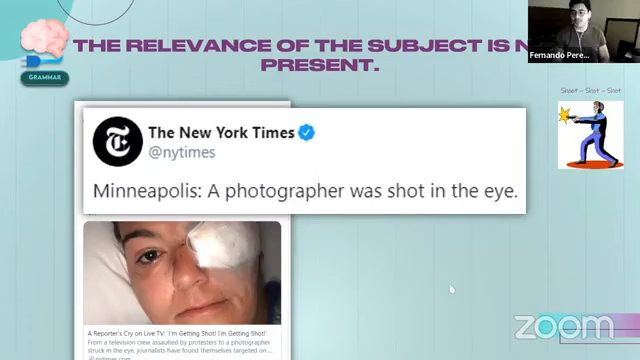 GRAMMAR
THE RELEVANCE OF THE SUBJECT IS
PRESENT.
Fernando Pere...
Shoot - Shot - Shot
The New York Times
@nytimes
Minneapolis: A photographer was shot in the eye.
A Reporter's Cry on Live TV: 'I'm Getting Shot! I'm Getting Shot!'
From a television crew assaulted by protesters to a photographer
struck in the eye, journalists have found themselves targeted on...
nytimes.com
zoom